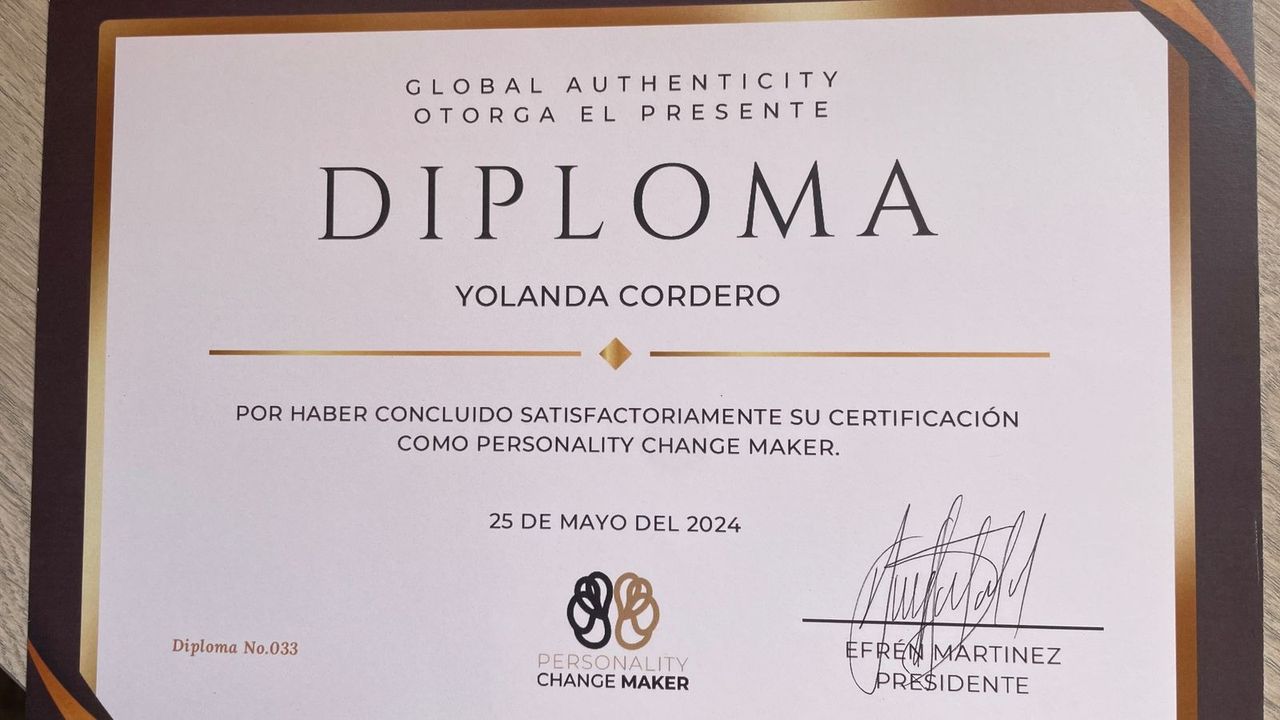 GLOBAL AUTHENTICITY
OTORGA EL PRESENTE
DIPLOMA
YOLANDA CORDERO
POR HABER CONCLUIDO SATISFACTORIAMENTE SU CERTIFICACIÓN
COMO PERSONALITY CHANGE MAKER.
25 DE MAYO DEL 2024
Diploma No.033
PERSONALITY
CHANGE MAKER
EFRÉN MARTINEZ
PRESIDENTE